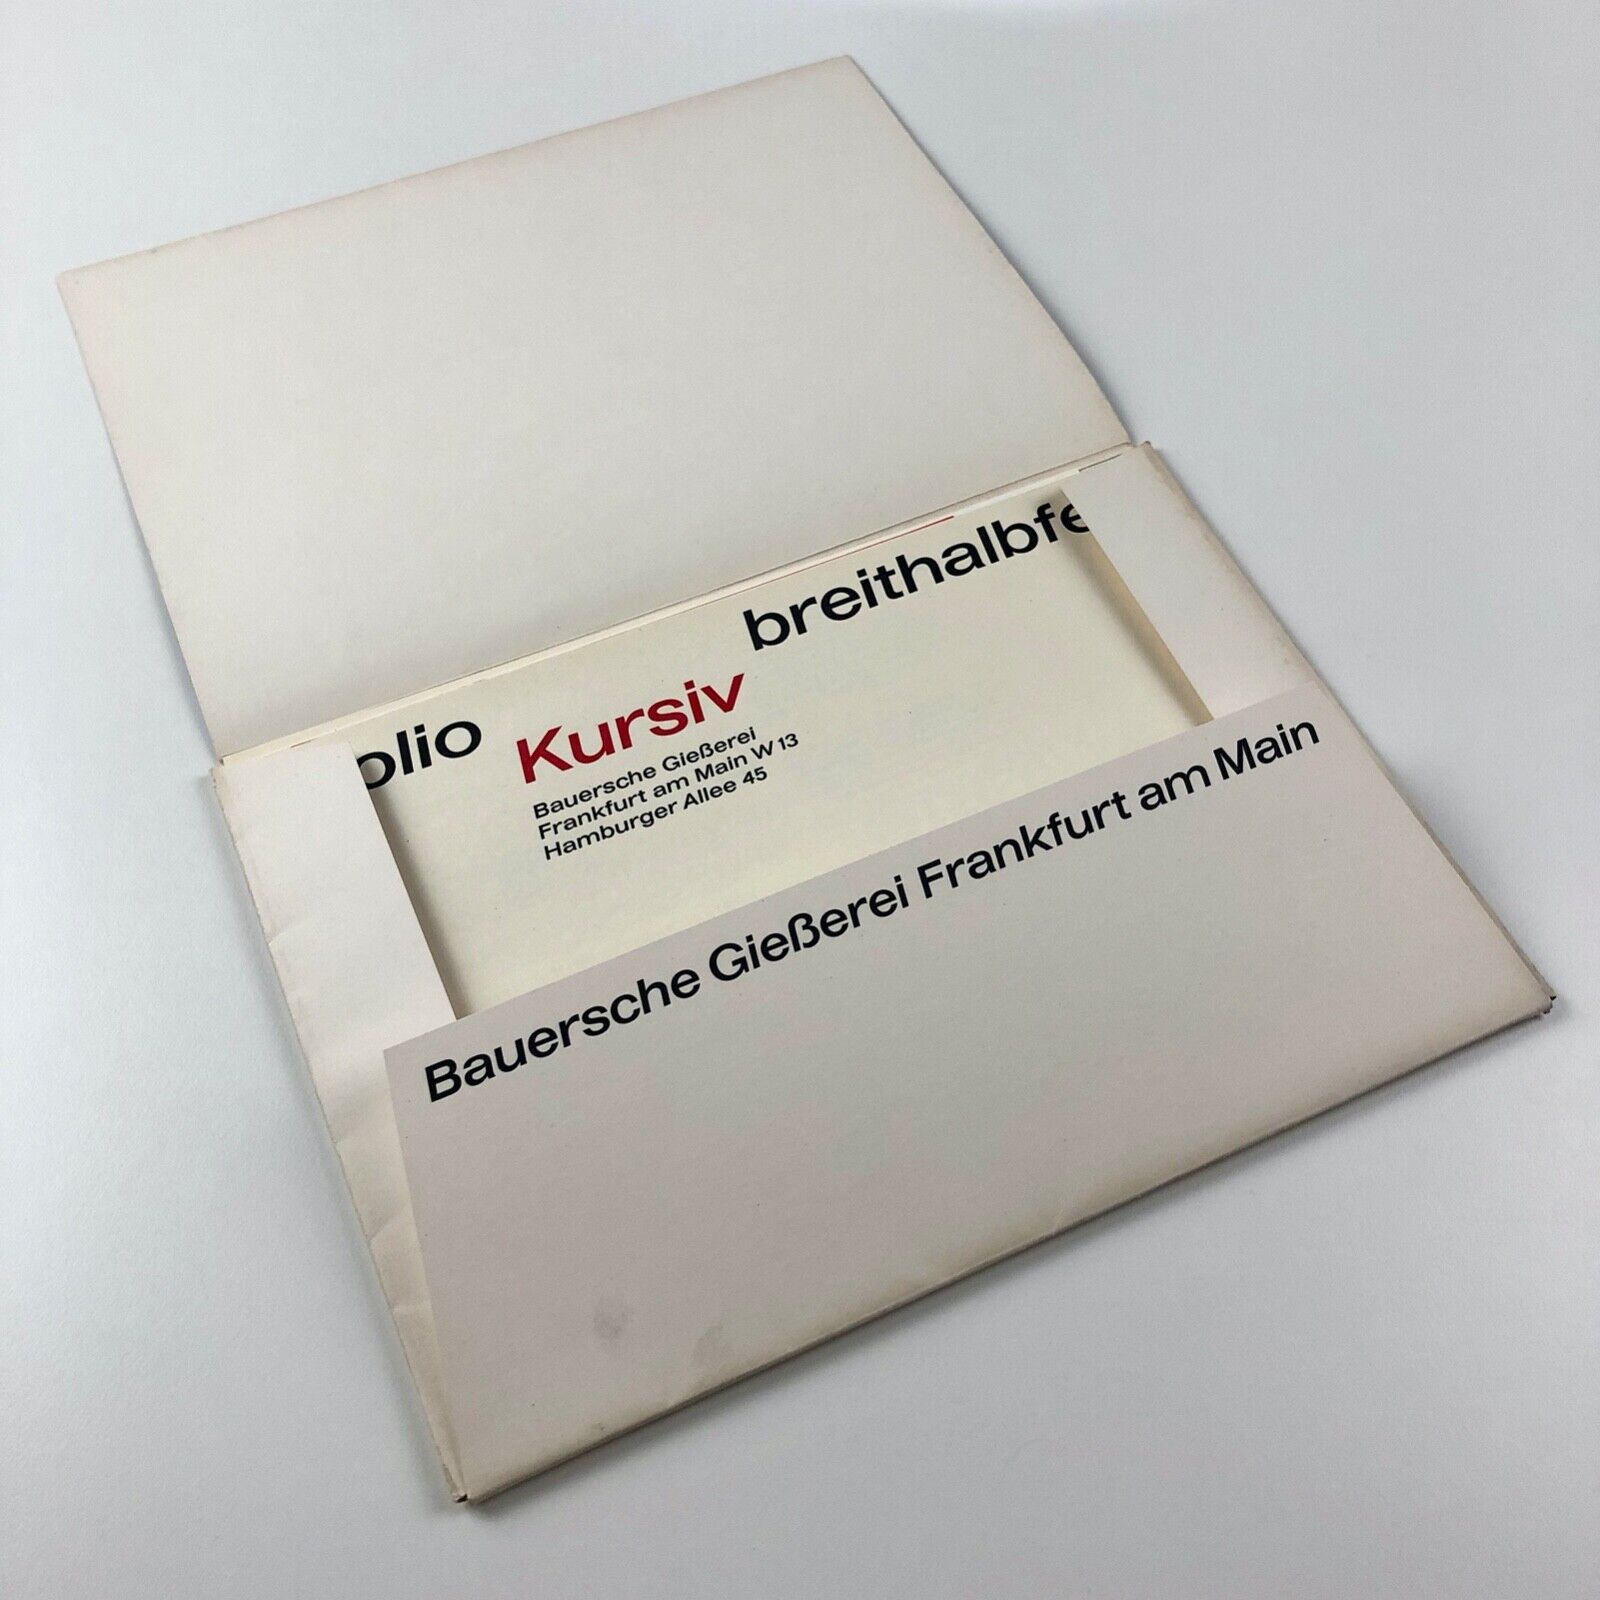 breithalbfe
olio Kursiv
Bauersche Gießerei
Frankfurt am Main W 13
Hamburger Allee 45
Bauersche Gießerei Frankfurt am Main